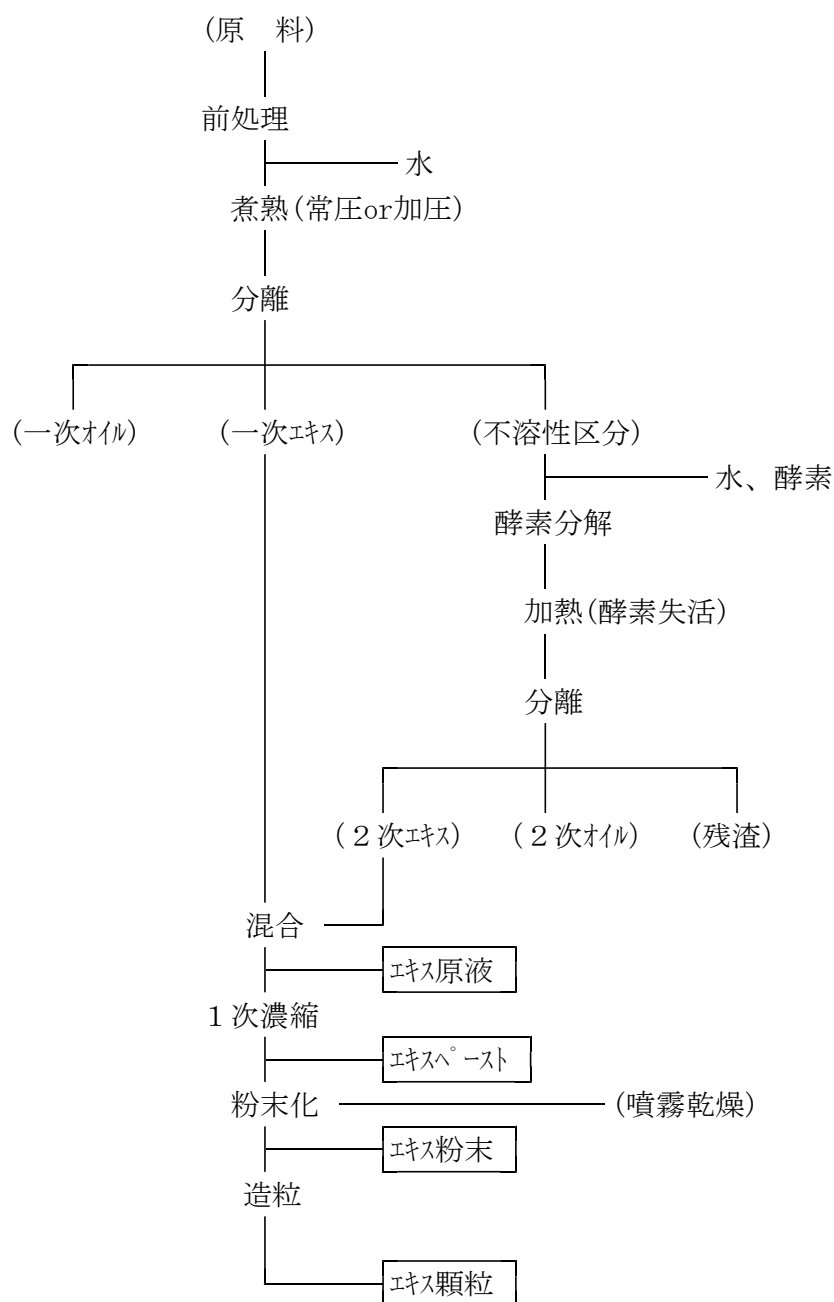 (原　料)
前処理
水
煮熟(常圧or加圧)
分離
(一次ｵｲﾙ)　(一次ｴｷｽ)　(不溶性区分)
水、酵素
酵素分解
加熱(酵素失活)
分離
(２次ｴｷｽ)　(２次ｵｲﾙ)　(残渣)
混合
ｴｷｽ原液
１次濃縮
ｴｷｽﾍﾟｰｽﾄ
粉末化　(噴霧乾燥)
ｴｷｽ粉末
造粒
ｴｷｽ顆粒